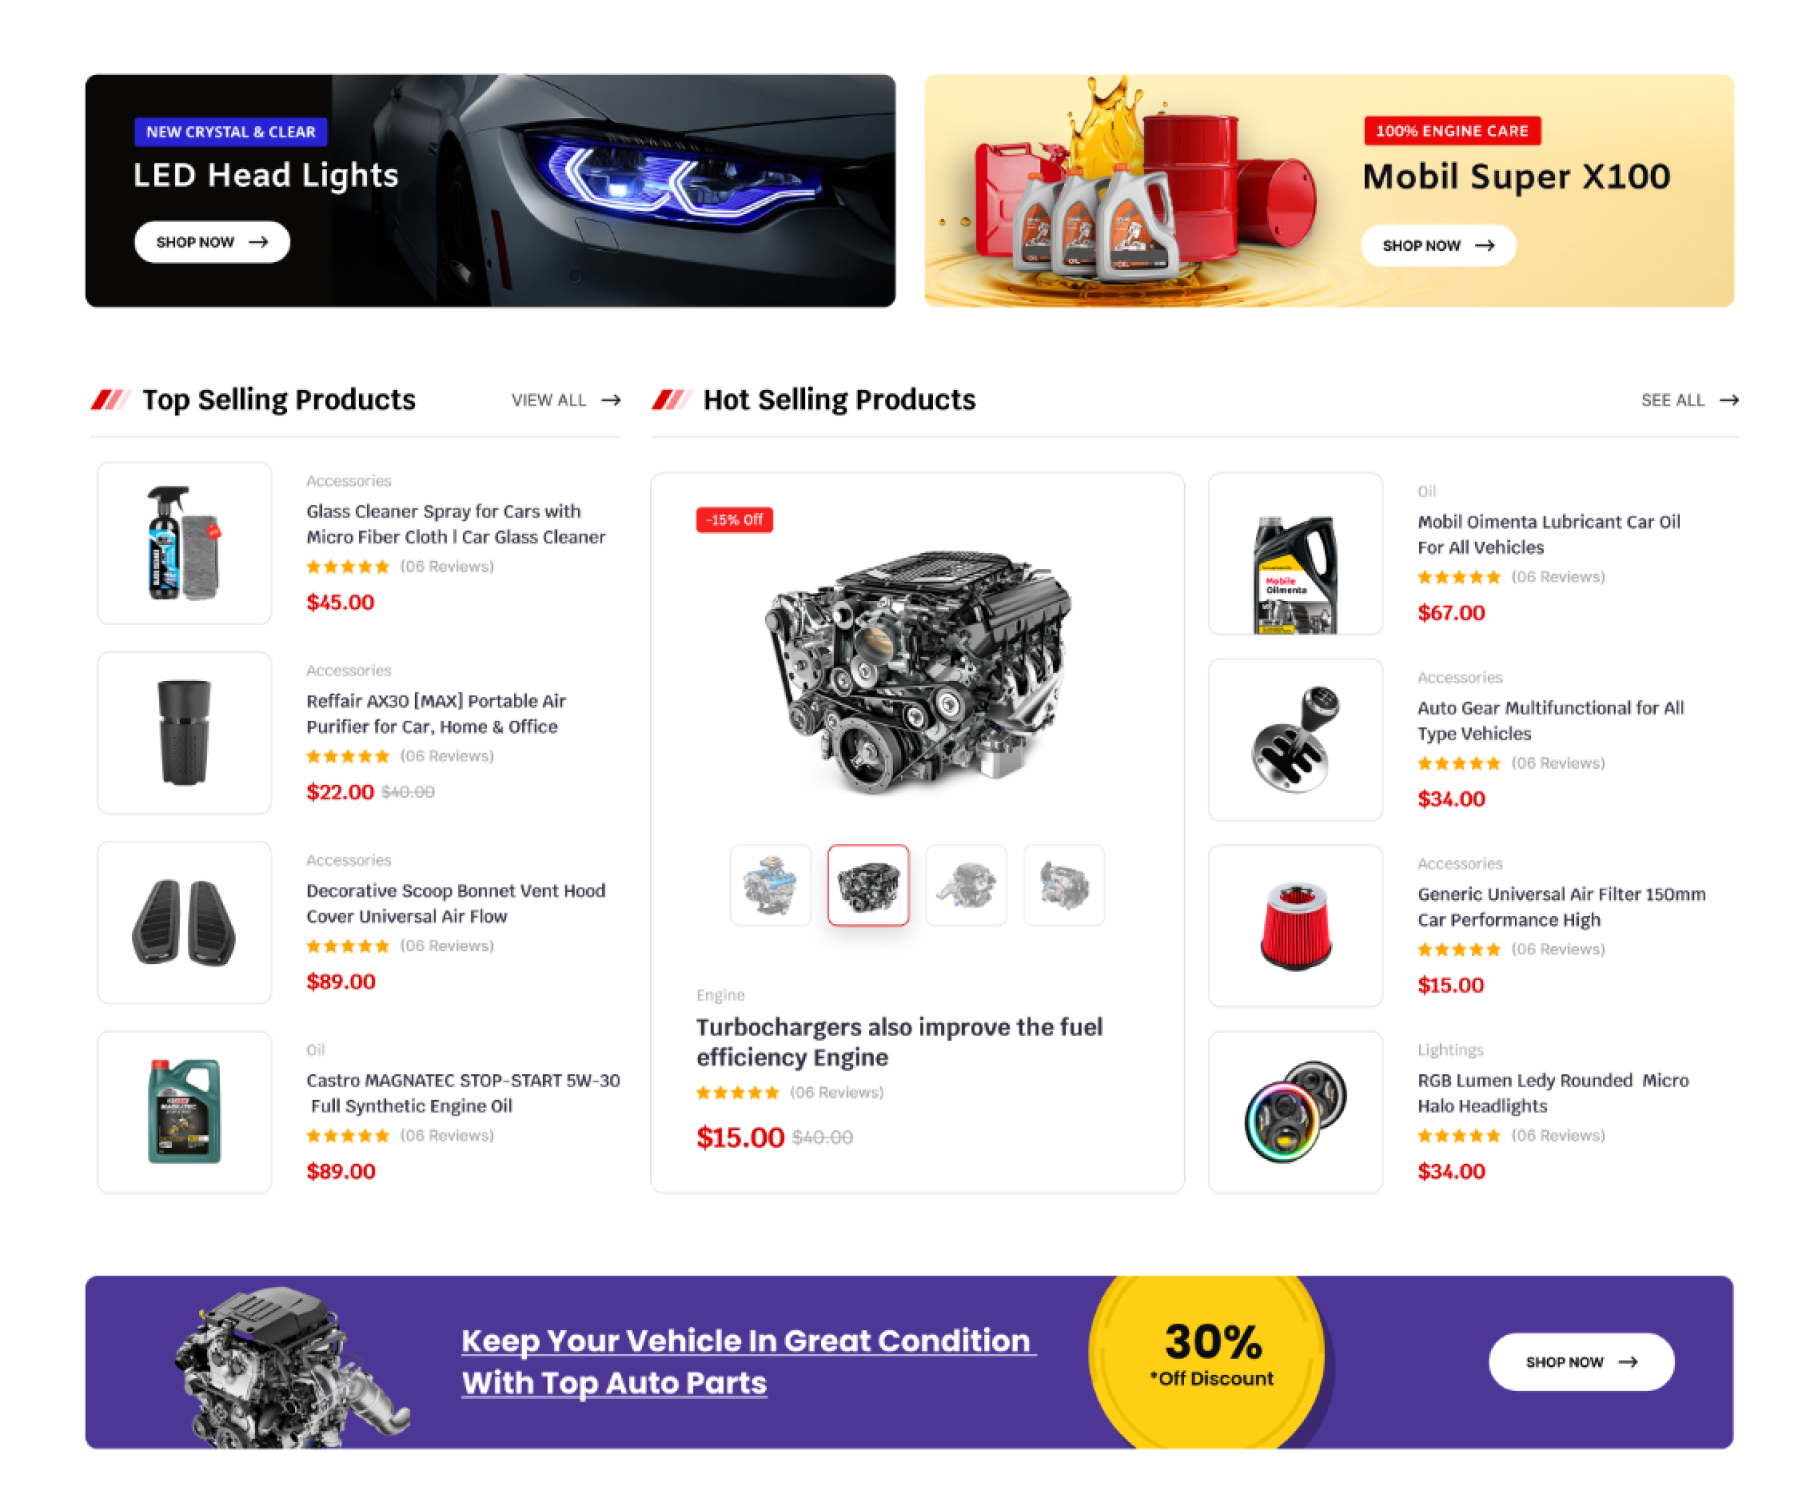 NEW CRYSTAL & CLEAR
LED Head Lights
SHOP NOW
100% ENGINE CARE
Mobil Super X100
SHOP NOW
Top Selling Products
VIEW ALL
Accessories
Glass Cleaner Spray for Cars with
Micro Fiber Cloth | Car Glass Cleaner
(06 Reviews)
$45.00
Accessories
Reffair AX30 [MAX] Portable Air
Purifier for Car, Home & Office
(06 Reviews)
$22.00 $40.00
Accessories
Decorative Scoop Bonnet Vent Hood
Cover Universal Air Flow
(06 Reviews)
$89.00
Oil
Castro MAGNATEC STOP-START 5W-30
Full Synthetic Engine Oil
(06 Reviews)
$89.00
Hot Selling Products
SEE ALL
-15% Off
Engine
Turbochargers also improve the fuel
efficiency Engine
(06 Reviews)
$15.00 $40.00
Mobile
Oilmenta
Oil
Mobil Oimenta Lubricant Car Oil
For All Vehicles
(06 Reviews)
$67.00
Accessories
Auto Gear Multifunctional for All
Type Vehicles
(06 Reviews)
$34.00
Accessories
Generic Universal Air Filter 150mm
Car Performance High
(06 Reviews)
$15.00
Lightings
RGB Lumen Ledy Rounded  Micro
Halo Headlights
(06 Reviews)
$34.00
Keep Your Vehicle In Great Condition
With Top Auto Parts
30%
*Off Discount
SHOP NOW